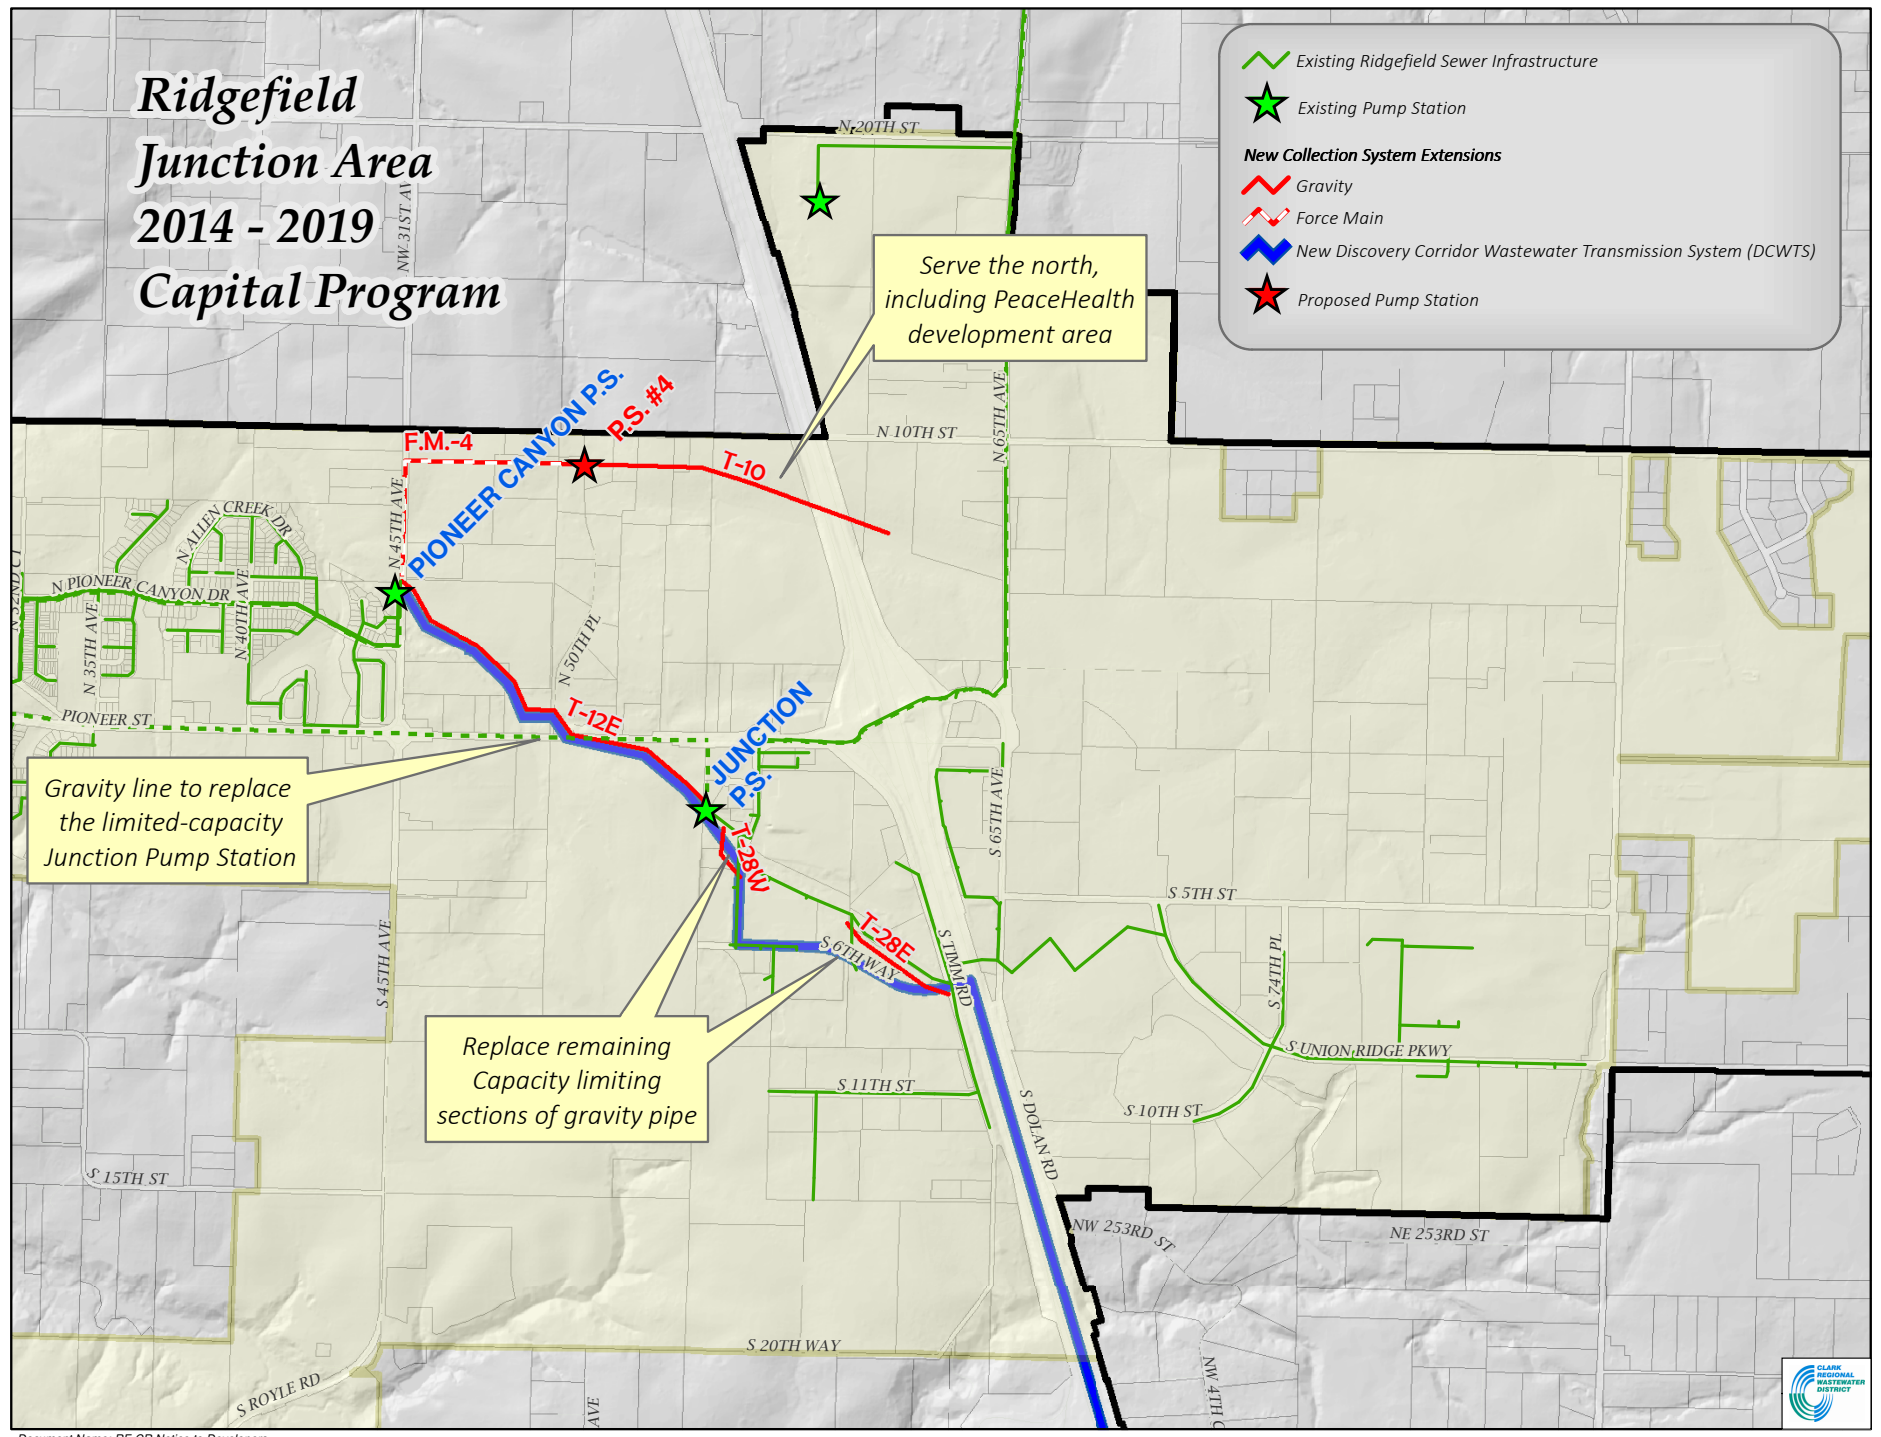 Ridgefield
Junction Area
2014 - 2019
Capital Program
Existing Ridgefield Sewer Infrastructure
Existing Pump Station
New Collection System Extensions
Gravity
Force Main
New Discovery Corridor Wastewater Transmission System (DCWTS)
Proposed Pump Station
N 20TH ST
NW 31ST AV
Serve the north,
including PeaceHealth
development area
N 65TH AVE
N 10TH ST
F.M.-4
PIONEER CANYON P.S.
P.S. #4
T-10
N 45TH AVE
N ALLEN CREEK DR
N PIONEER CANYON DR
N 32ND CT
N 35TH AVE
N 40TH AVE
N 50TH PL
PIONEER ST
T-12E
JUNCTION
P.S.
Gravity line to replace
the limited-capacity
Junction Pump Station
T-28W
S 65TH AVE
S 5TH ST
T-28E
S 6TH WAY
S TIMM RD
S 45TH AVE
S 74TH PL
Replace remaining
Capacity limiting
sections of gravity pipe
S UNION RIDGE PKWY
S 11TH ST
S 10TH ST
S DOLAN RD
S 15TH ST
NW 253RD ST
NE 253RD ST
S 20TH WAY
S ROYLE RD
AVE
NW 4TH C
CLARK
REGIONAL
WASTEWATER
DISTRICT